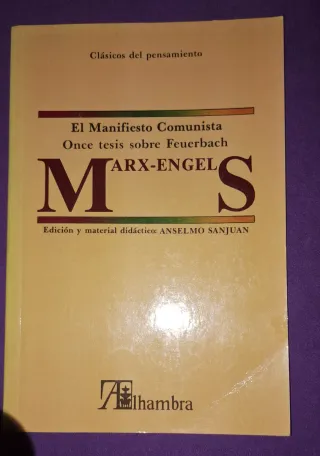 Clásicos del pensamiento
El Manifiesto Comunista
Once tesis sobre Feuerbach
MARX-ENGELS
Edición y material didáctico: ANSELMO SANJUAN
Alhambra